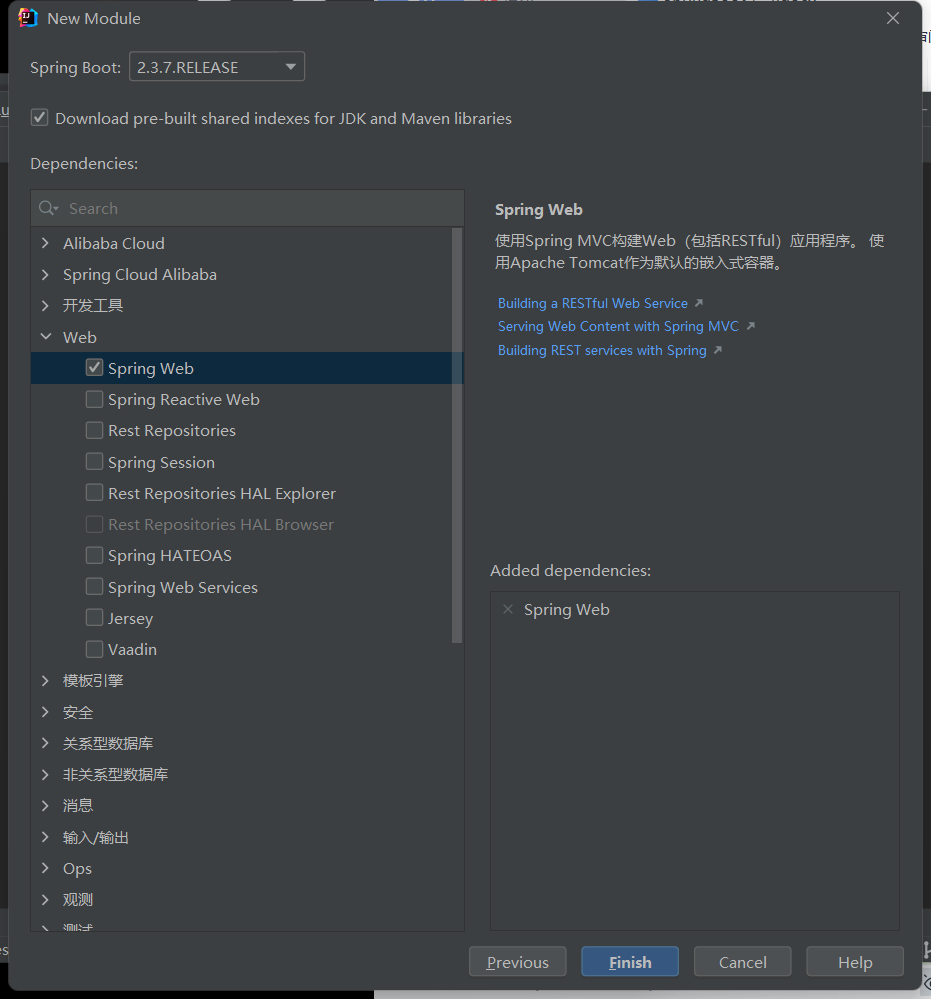 New Module
Spring Boot: 2.3.7.RELEASE
Download pre-built shared indexes for JDK and Maven libraries
Dependencies:
Search
Alibaba Cloud
Spring Cloud Alibaba
开发工具
Web
Spring Web
Spring Reactive Web
Rest Repositories
Spring Session
Rest Repositories HAL Explorer
Rest Repositories HAL Browser
Spring HATEOAS
Spring Web Services
Jersey
Vaadin
模板引擎
安全
关系型数据库
非关系型数据库
消息
输入/输出
Ops
观测
测试
Spring Web
使用Spring MVC构建Web（包括RESTful）应用程序。 使
用Apache Tomcat作为默认的嵌入式容器。
Building a RESTful Web Service
Serving Web Content with Spring MVC
Building REST services with Spring
Added dependencies:
Spring Web
Previous
Finish
Cancel
Help